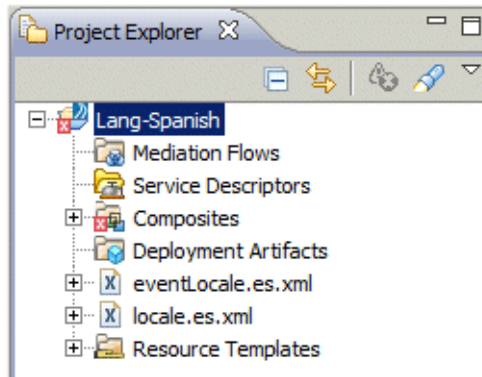 Project Explorer
Lang-Spanish
Mediation Flows
Service Descriptors
Composites
Deployment Artifacts
eventLocale.es.xml
locale.es.xml
Resource Templates